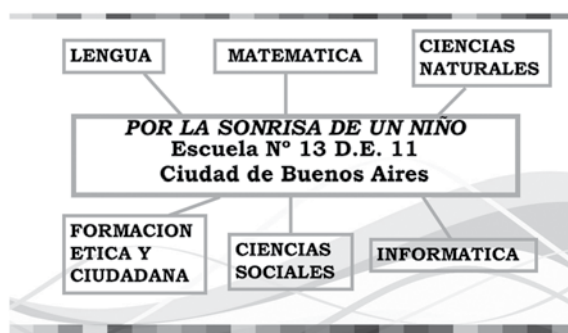 LENGUA
MATEMATICA
CIENCIAS
NATURALES
POR LA SONRISA DE UN NIÑO
Escuela Nº 13 D.E. 11
Ciudad de Buenos Aires
FORMACION
ETICA Y
CIUDADANA
CIENCIAS
SOCIALES
INFORMATICA